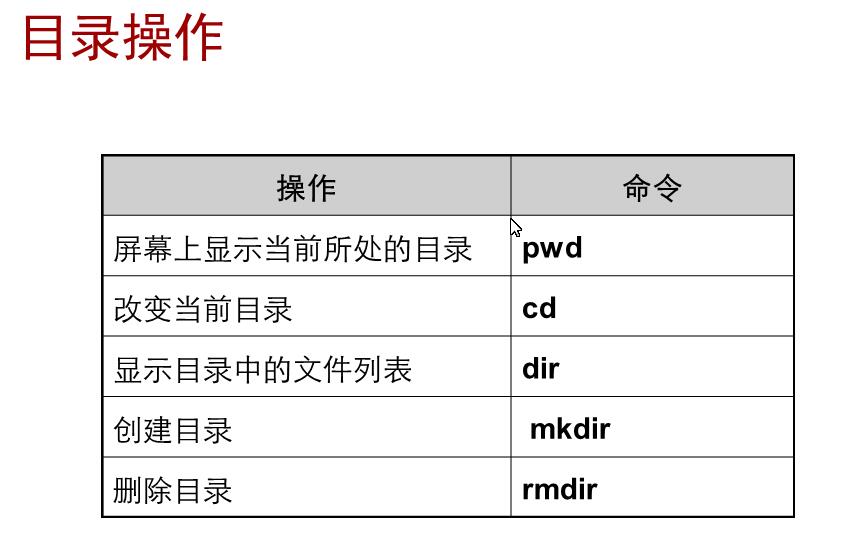 目录操作
操作 命令
屏幕上显示当前所处的目录 pwd
改变当前目录 cd
显示目录中的文件列表 dir
创建目录 mkdir
删除目录 rmdir